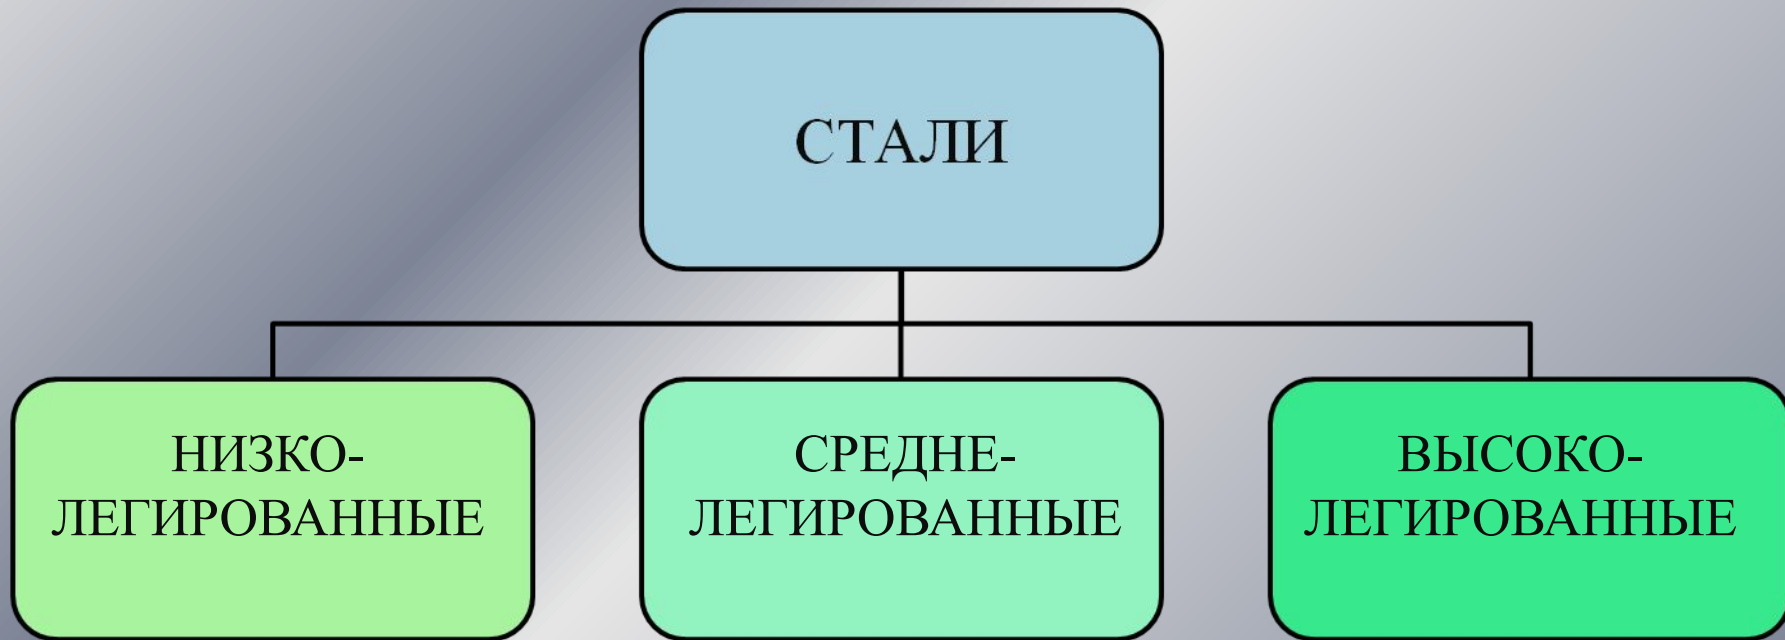 СТАЛИ
НИЗКО-
ЛЕГИРОВАННЫЕ
СРЕДНЕ-
ЛЕГИРОВАННЫЕ
ВЫСОКО-
ЛЕГИРОВАННЫЕ